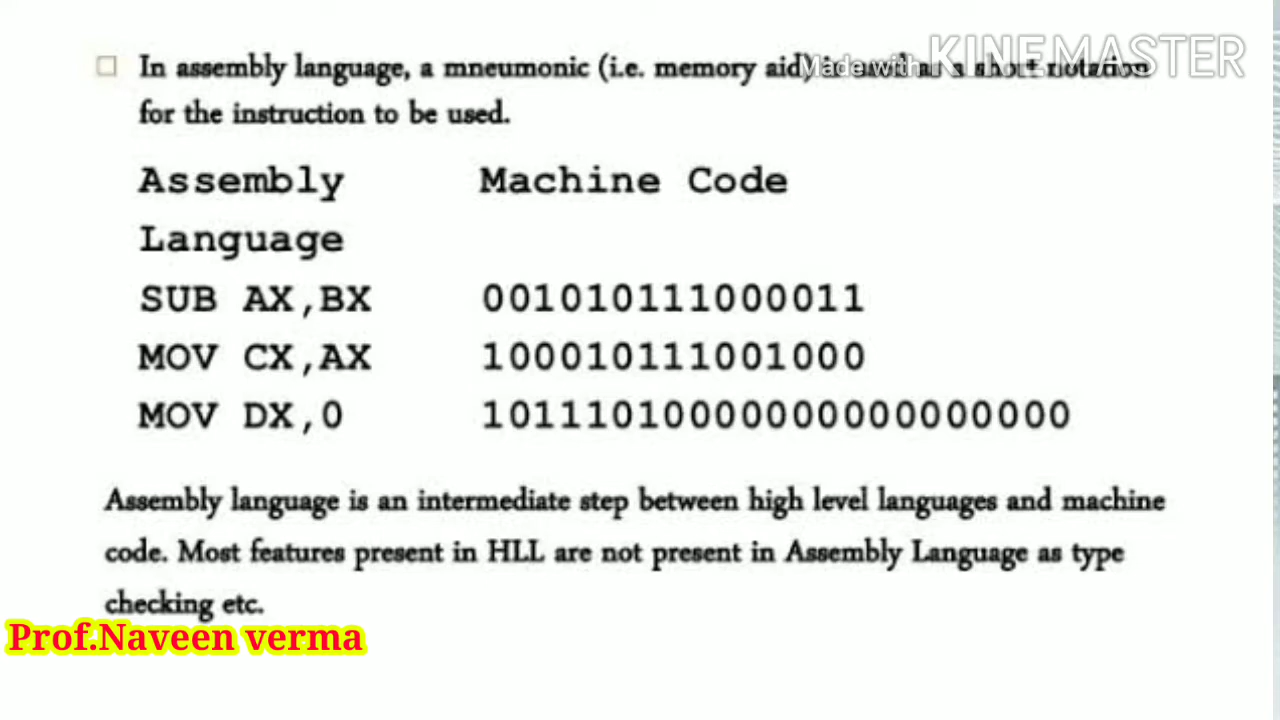 Made with KINEMASTER
In assembly language, a mneumonic (i.e. memory aid) a short notation
for the instruction to be used.
Assembly Machine Code
Language
SUB AX,BX 001010111000011
MOV CX,AX 100010111001000
MOV DX,0 10111010000000000000000
Assembly language is an intermediate step between high level languages and machine
code. Most features present in HLL are not present in Assembly Language as type
checking etc.
Prof.Naveen verma